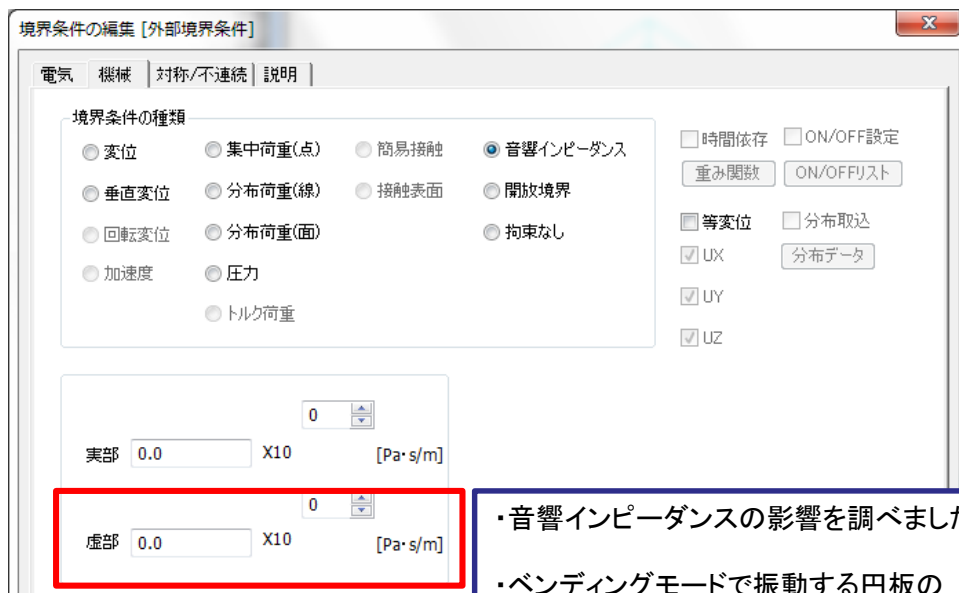 境界条件の編集 [外部境界条件]
電気 機械 対称/不連続 説明
境界条件の種類
変位 集中荷重(点) 簡易接触 音響インピーダンス
垂直変位 分布荷重(線) 接触表面 開放境界
回転変位 分布荷重(面) 拘束なし
加速度 圧力
トルク荷重
時間依存 ON/OFF設定
重み関数 ON/OFFリスト
等変位 分布取込
UX 分布データ
UY
UZ
0
実部 0.0 X10 [Pa・s/m]
0
虚部 0.0 X10 [Pa・s/m]
・音響インピーダンスの影響を調べました
・ベンディングモードで振動する円板の